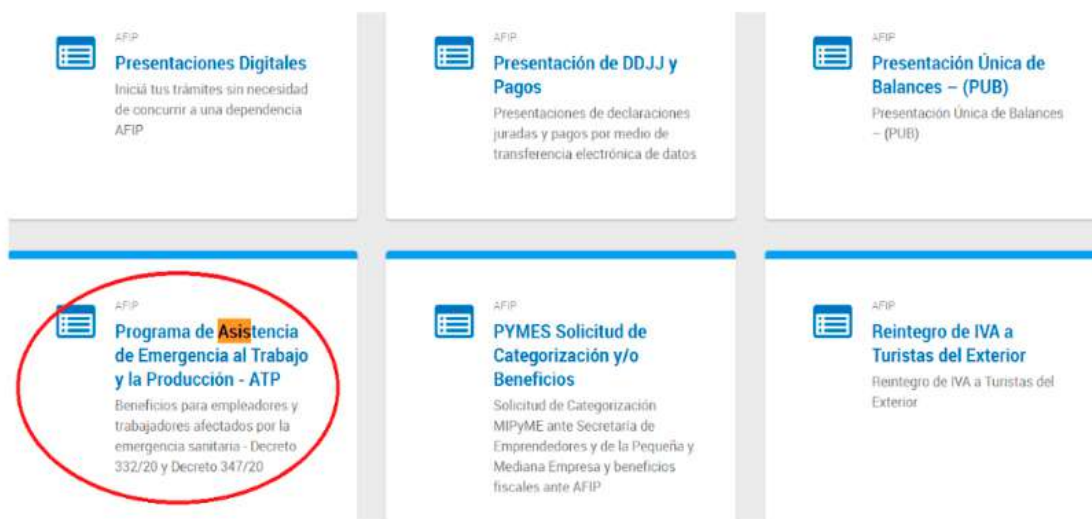 AFIP
Presentaciones Digitales
Iniciá tus trámites sin necesidad
de concurrir a una dependencia
AFIP
AFIP
Presentación de DDJJ y
Pagos
Presentaciones de declaraciones
juradas y pagos por medio de
transferencia electrónica de datos
AFIP
Presentación Única de
Balances – (PUB)
Presentación Única de Balances
– (PUB)
AFIP
Programa de Asistencia
de Emergencia al Trabajo
y la Producción - ATP
Beneficios para empleadores y
trabajadores afectados por la
emergencia sanitaria - Decreto
332/20 y Decreto 347/20
AFIP
PYMES Solicitud de
Categorización y/o
Beneficios
Solicitud de Categorización
MIPyME ante Secretaría de
Emprendedores y de la Pequeña y
Mediana Empresa y beneficios
fiscales ante AFIP
AFIP
Reintegro de IVA a
Turistas del Exterior
Reintegro de IVA a Turistas del
Exterior